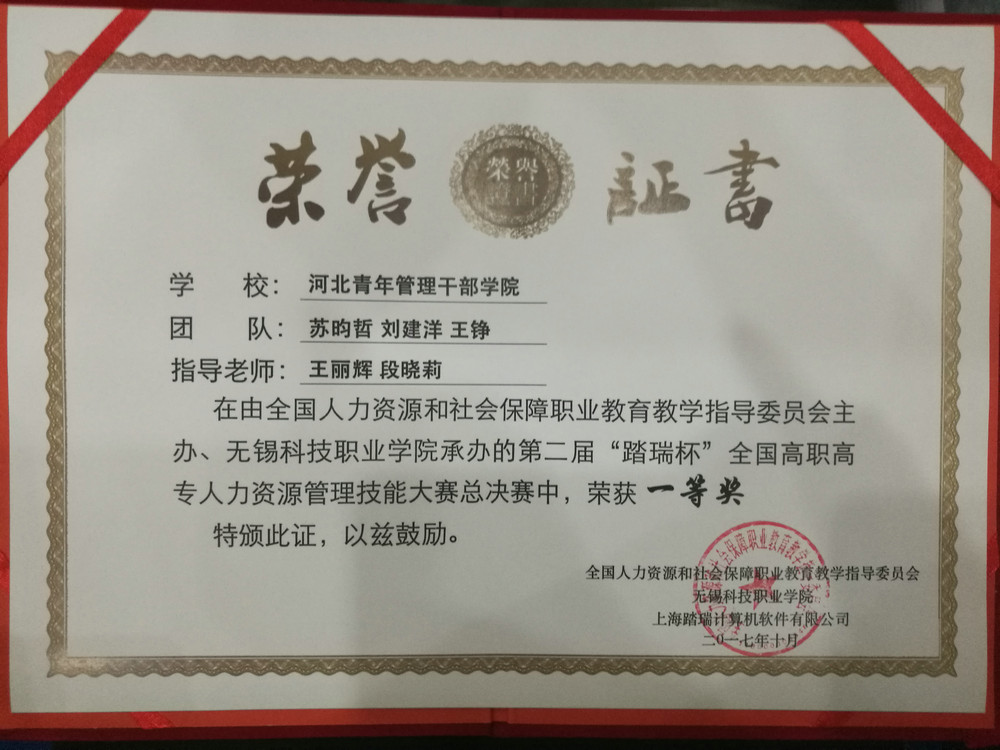 荣誉 榮譽證書 証書
学 校：河北青年管理干部学院
团 队：苏昀哲 刘建洋 王铮
指导老师：王丽辉 段晓莉
在由全国人力资源和社会保障职业教育教学指导委员会主
办、无锡科技职业学院承办的第二届“踏瑞杯”全国高职高
专人力资源管理技能大赛总决赛中，荣获 一等奖
特颁此证，以兹鼓励。
全国人力资源和社会保障职业教育教学指导委员会
无锡科技职业学院
上海踏瑞计算机软件有限公司
二〇一七年十月